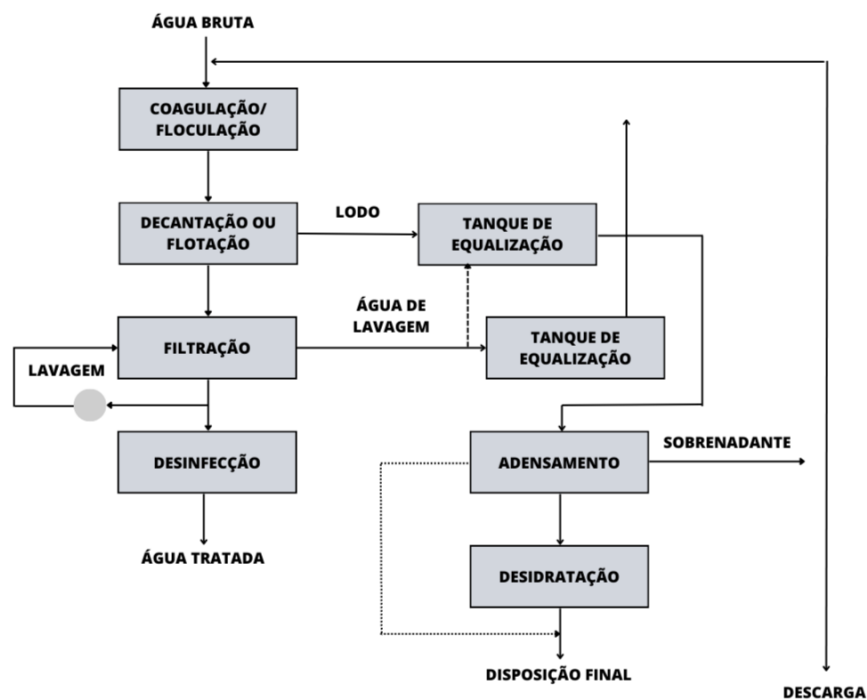 ÁGUA BRUTA
COAGULAÇÃO/
FLOCULAÇÃO
DECANTAÇÃO OU
FLOTAÇÃO
LODO
TANQUE DE
EQUALIZAÇÃO
ÁGUA DE
LAVAGEM
FILTRAÇÃO
TANQUE DE
EQUALIZAÇÃO
LAVAGEM
DESINFECÇÃO
ADENSAMENTO
SOBRENADANTE
ÁGUA TRATADA
DESIDRATAÇÃO
DISPOSIÇÃO FINAL
DESCARGA